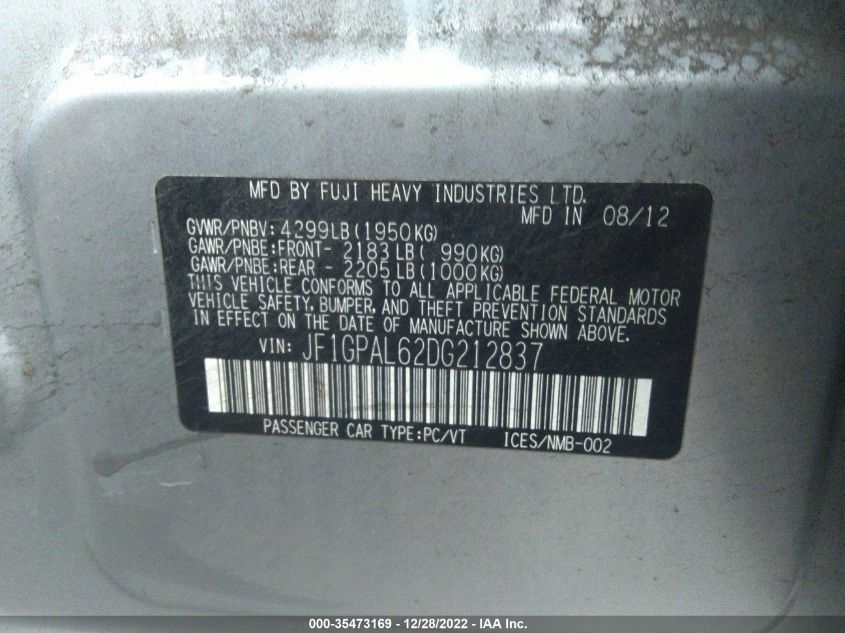 MFD BY FUJI HEAVY INDUSTRIES LTD.
MFD IN 08/12
GVWR/PNBV: 4299LB(1950KG)
GAWR/PNBE:FRONT- 2183LB( 990KG)
GAWR/PNBE:REAR - 2205LB(1000KG)
THIS VEHICLE CONFORMS TO ALL APPLICABLE FEDERAL MOTOR
VEHICLE SAFETY, BUMPER, AND THEFT PREVENTION STANDARDS
IN EFFECT ON THE DATE OF MANUFACTURE SHOWN ABOVE.
VIN: JF1GPAL62DG212837
PASSENGER CAR TYPE:PC/VT ICES/NMB-002
000-35473169 - 12/28/2022 - IAA Inc.